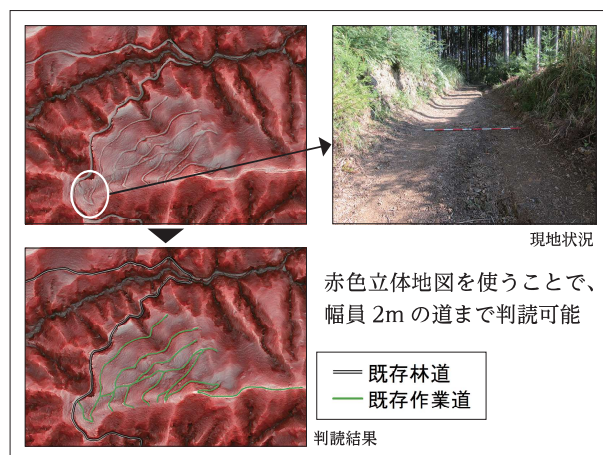 現地状況
赤色立体地図を使うことで、
幅員 2m の道まで判読可能
既存林道
既存作業道
判読結果